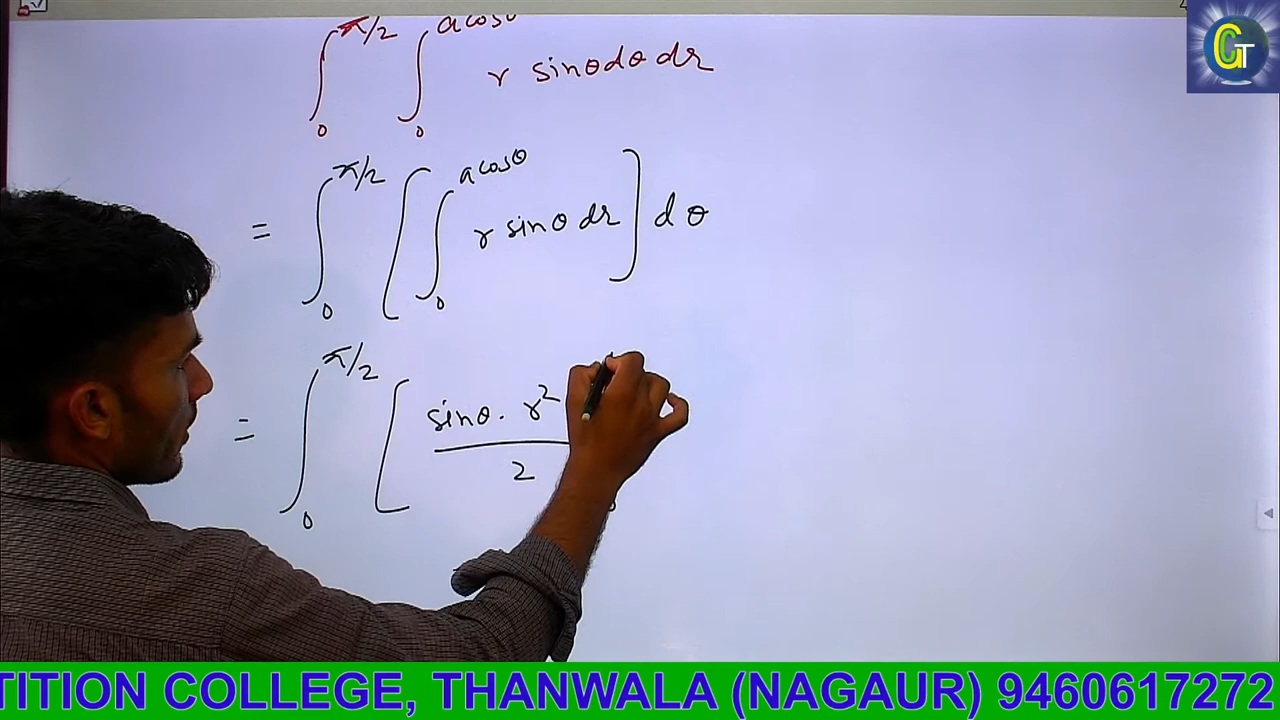 ∫₀^π/2 ∫₀^a cosθ r sinθ dθ dr
= ∫₀^π/2 [ ∫₀^a cosθ r sinθ dr ] dθ
= ∫₀^π/2 [ sinθ · r² / 2
GT
TITION COLLEGE, THANWALA (NAGAUR) 9460617272